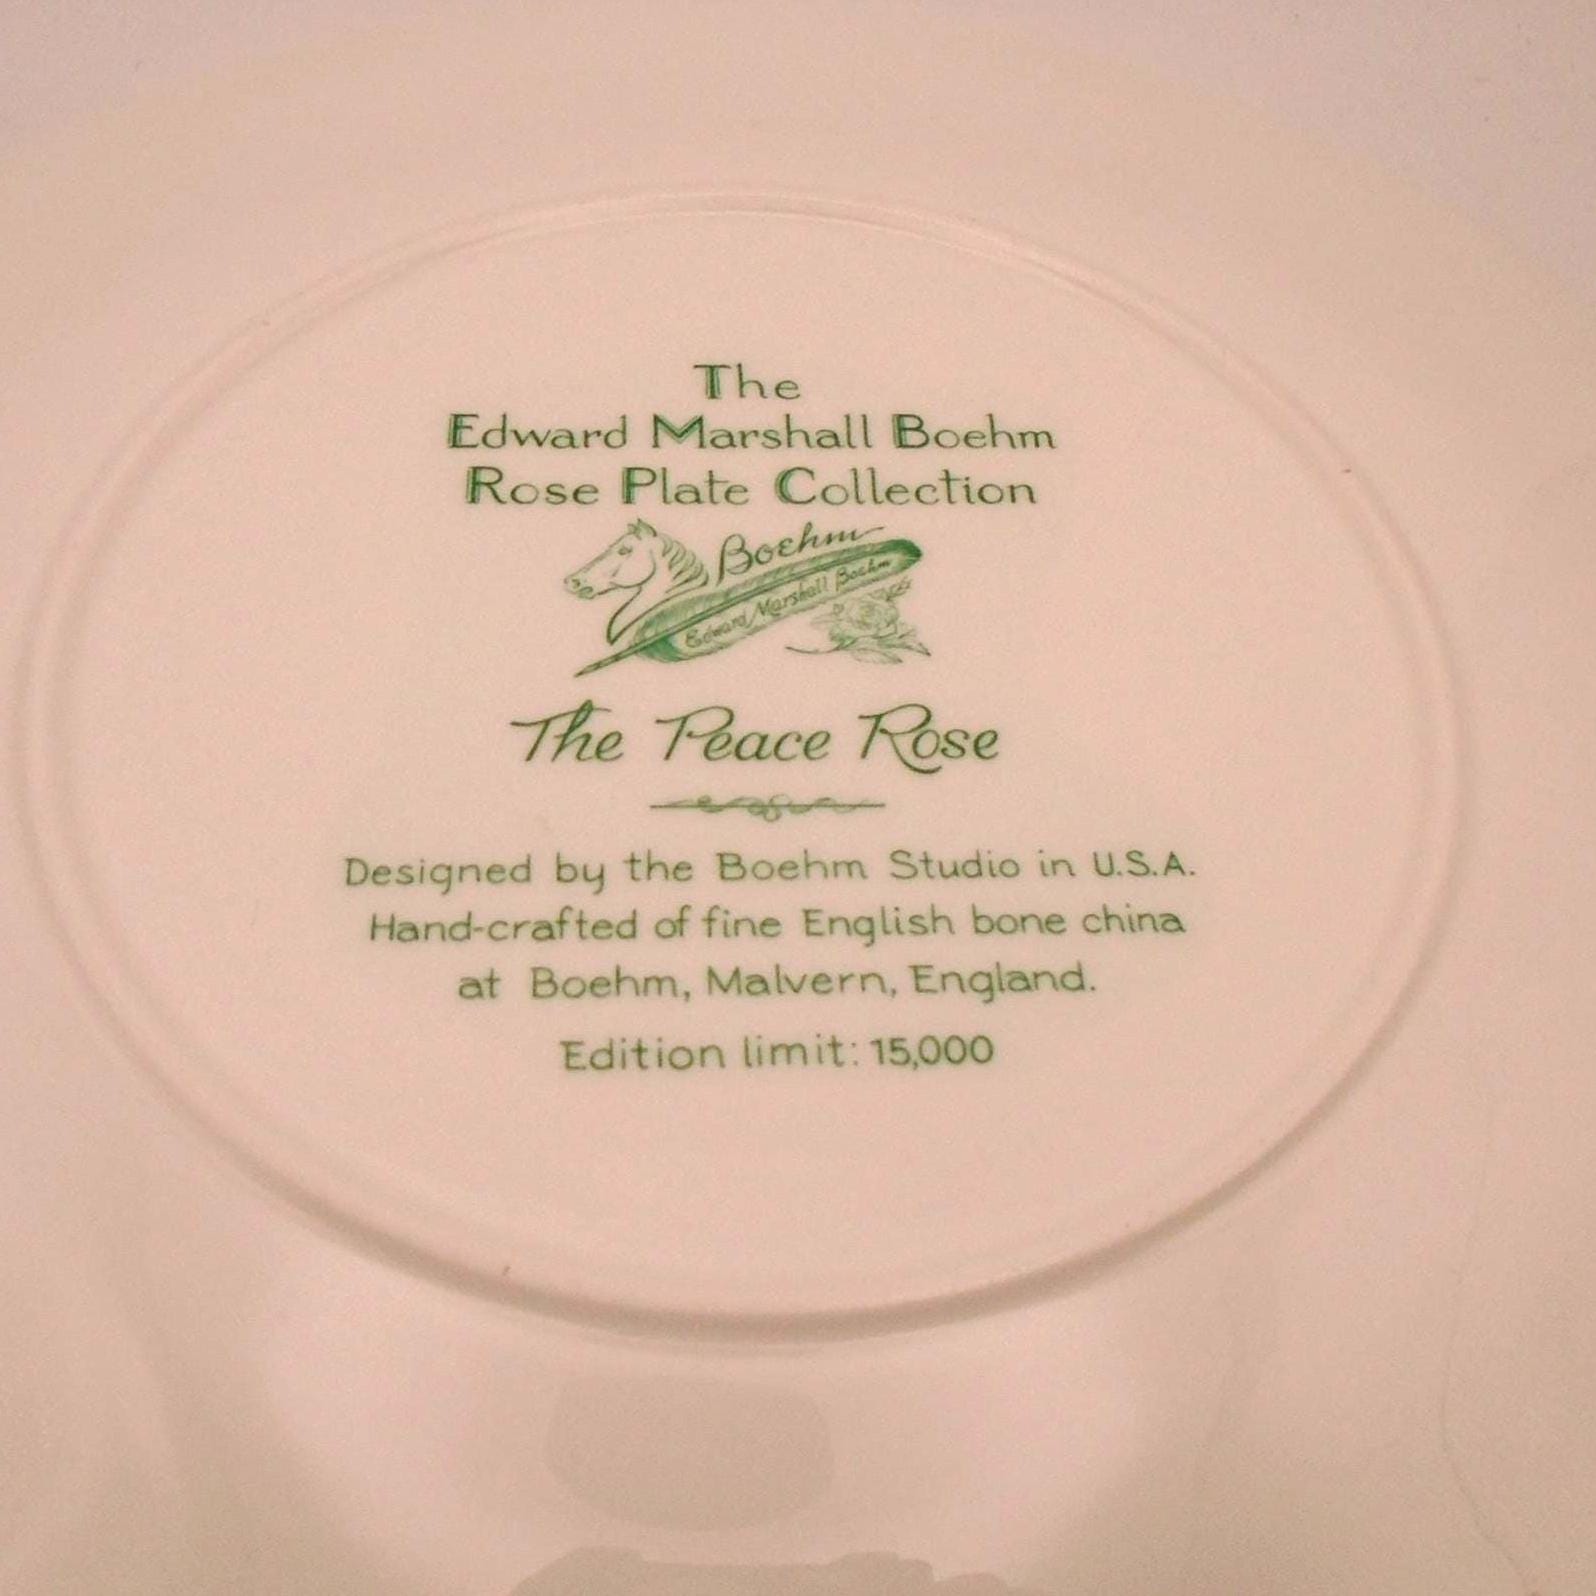 The
Edward Marshall Boehm
Rose Plate Collection
Boehm
Edward Marshall Boehm
The Peace Rose
Designed by the Boehm Studio in U.S.A.
Hand-crafted of fine English bone china
at Boehm, Malvern, England.
Edition limit: 15,000